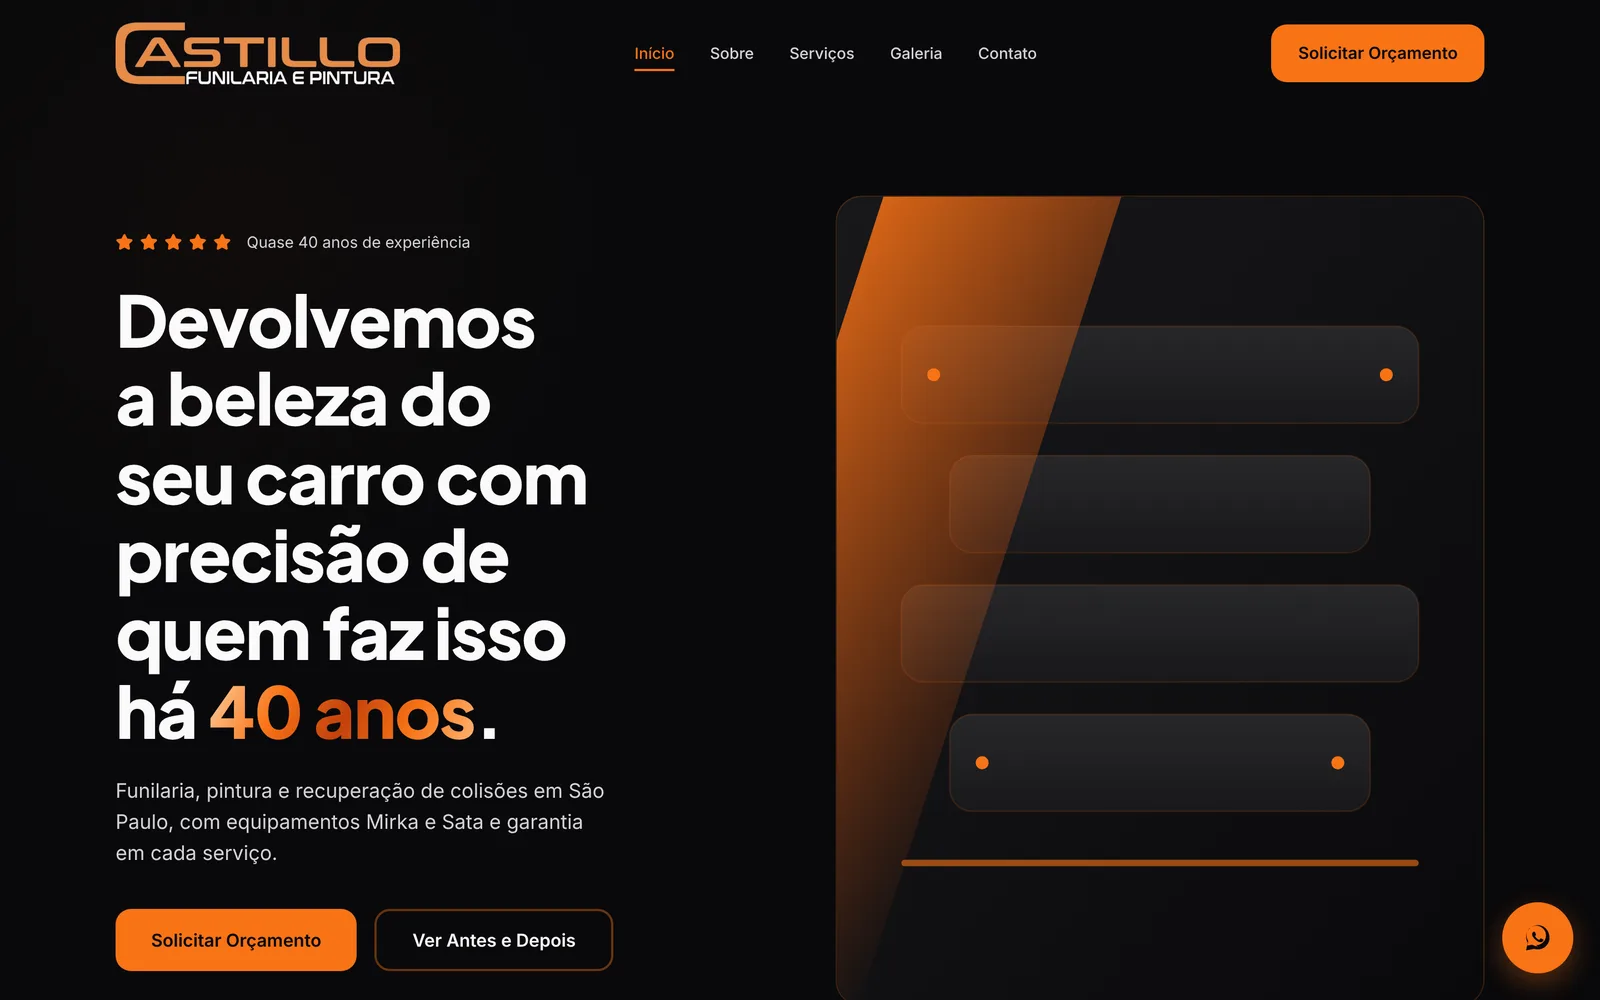 CASTILLO
FUNILARIA E PINTURA
Início
Sobre
Serviços
Galeria
Contato
Solicitar Orçamento
Quase 40 anos de experiência
Devolvemos
a beleza do
seu carro com
precisão de
quem faz isso
há 40 anos.
Funilaria, pintura e recuperação de colisões em São
Paulo, com equipamentos Mirka e Sata e garantia
em cada serviço.
Solicitar Orçamento
Ver Antes e Depois